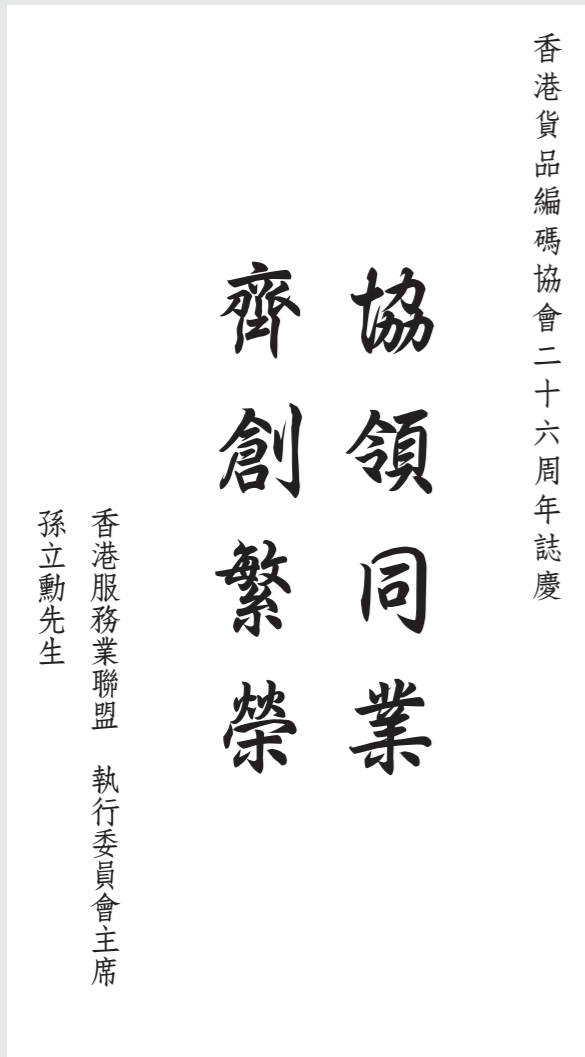 香港貨品編碼協會二十六周年誌慶
協領同業
齊創繁榮
香港服務業聯盟　執行委員會主席
孫立勳先生